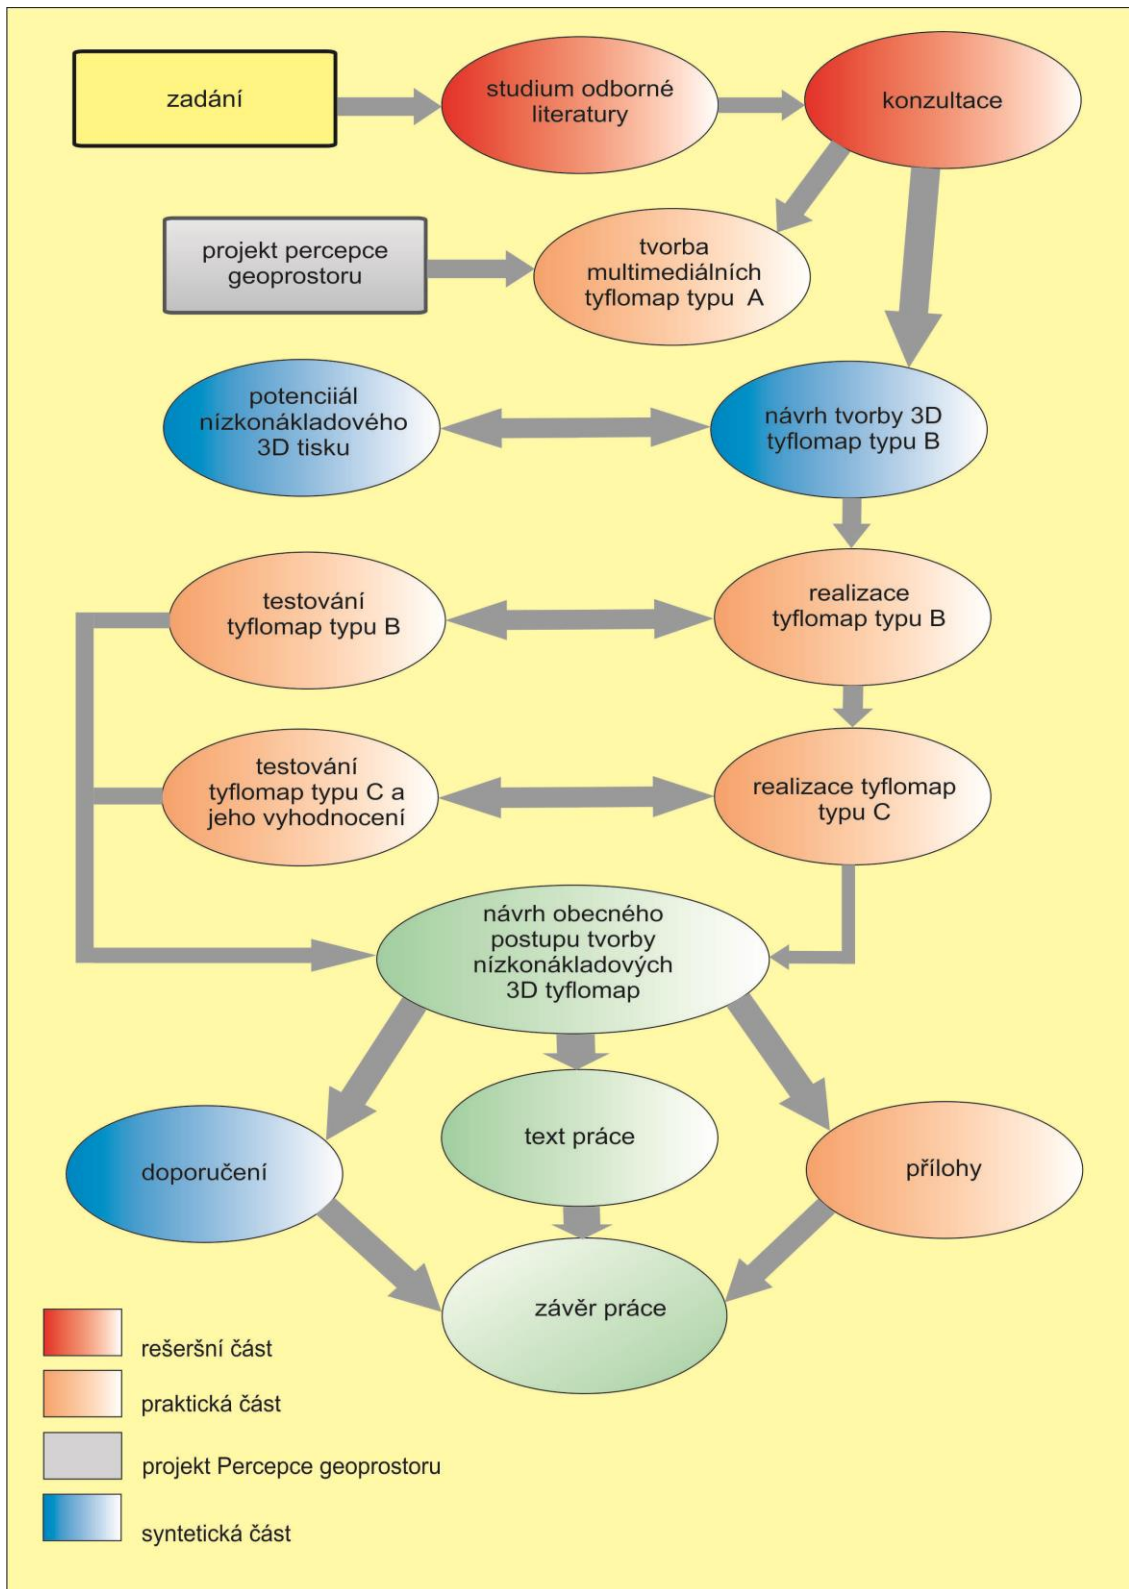 zadání
studium odborné
literatury
konzultace
projekt percepce
geoprostoru
tvorba
multimediálních
tyflomap typu A
potenciiál
nízkonákladového
3D tisku
návrh tvorby 3D
tyflomap typu B
testování
tyflomap typu B
realizace
tyflomap typu B
testování
tyflomap typu C a
jeho vyhodnocení
realizace tyflomap
typu C
návrh obecného
postupu tvorby
nízkonákladových
3D tyflomap
doporučení
text práce
přílohy
závěr práce
rešeršní část
praktická část
projekt Percepce geoprostoru
syntetická část